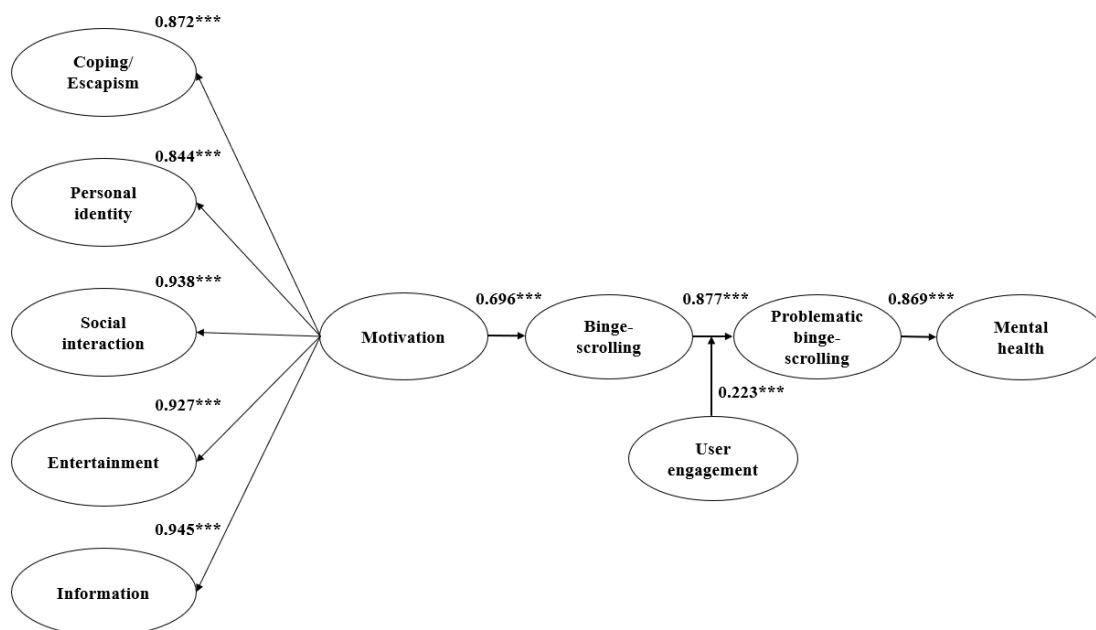 0.872***
Coping/
Escapism
0.844***
Personal
identity
0.938***
Social
interaction
0.927***
Entertainment
0.945***
Information
Motivation
0.696***
Binge-
scrolling
0.877***
Problematic
binge-
scrolling
0.869***
Mental
health
0.223***
User
engagement